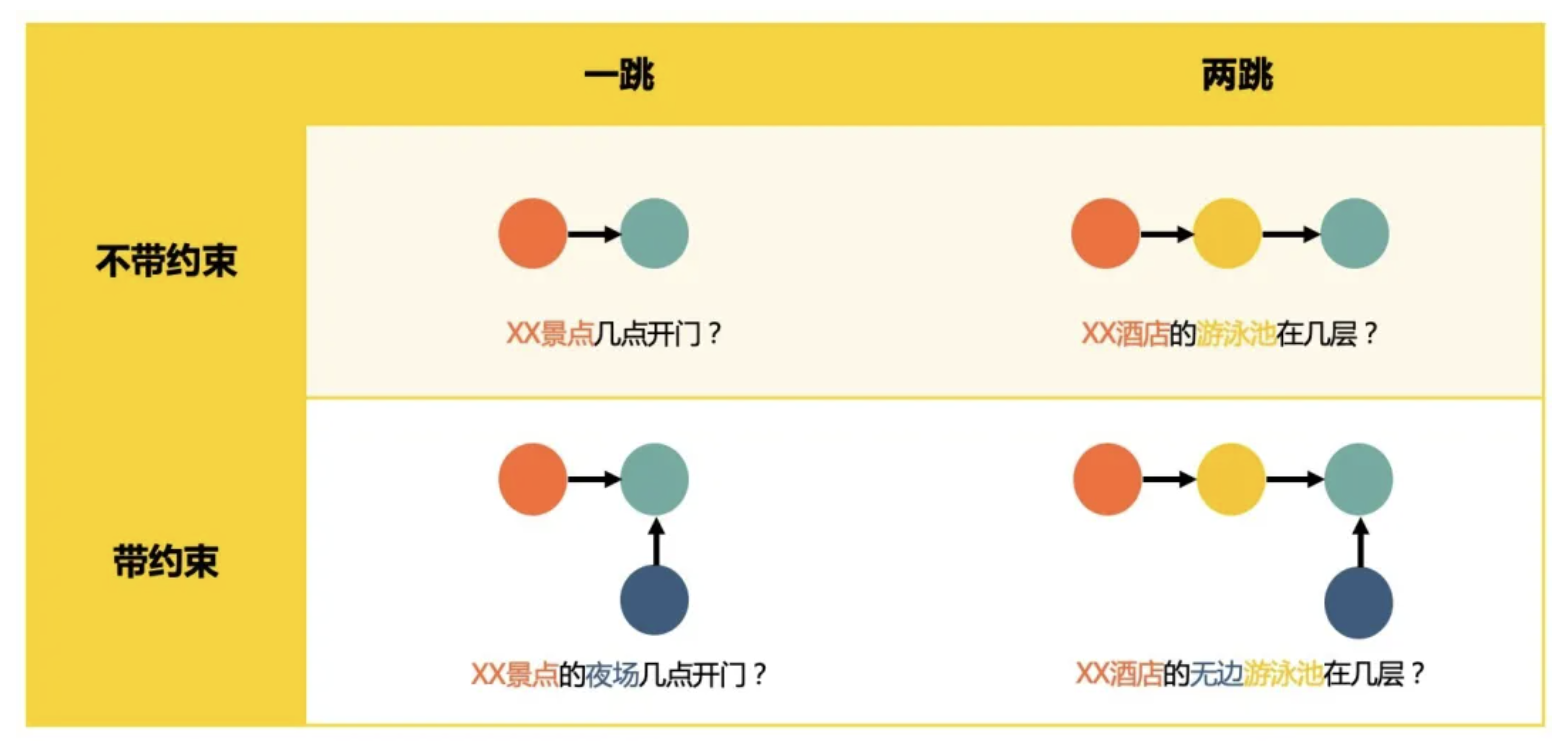 一跳
两跳
不带约束
XX景点几点开门？
XX酒店的游泳池在几层？
带约束
XX景点的夜场几点开门？
XX酒店的无边游泳池在几层？